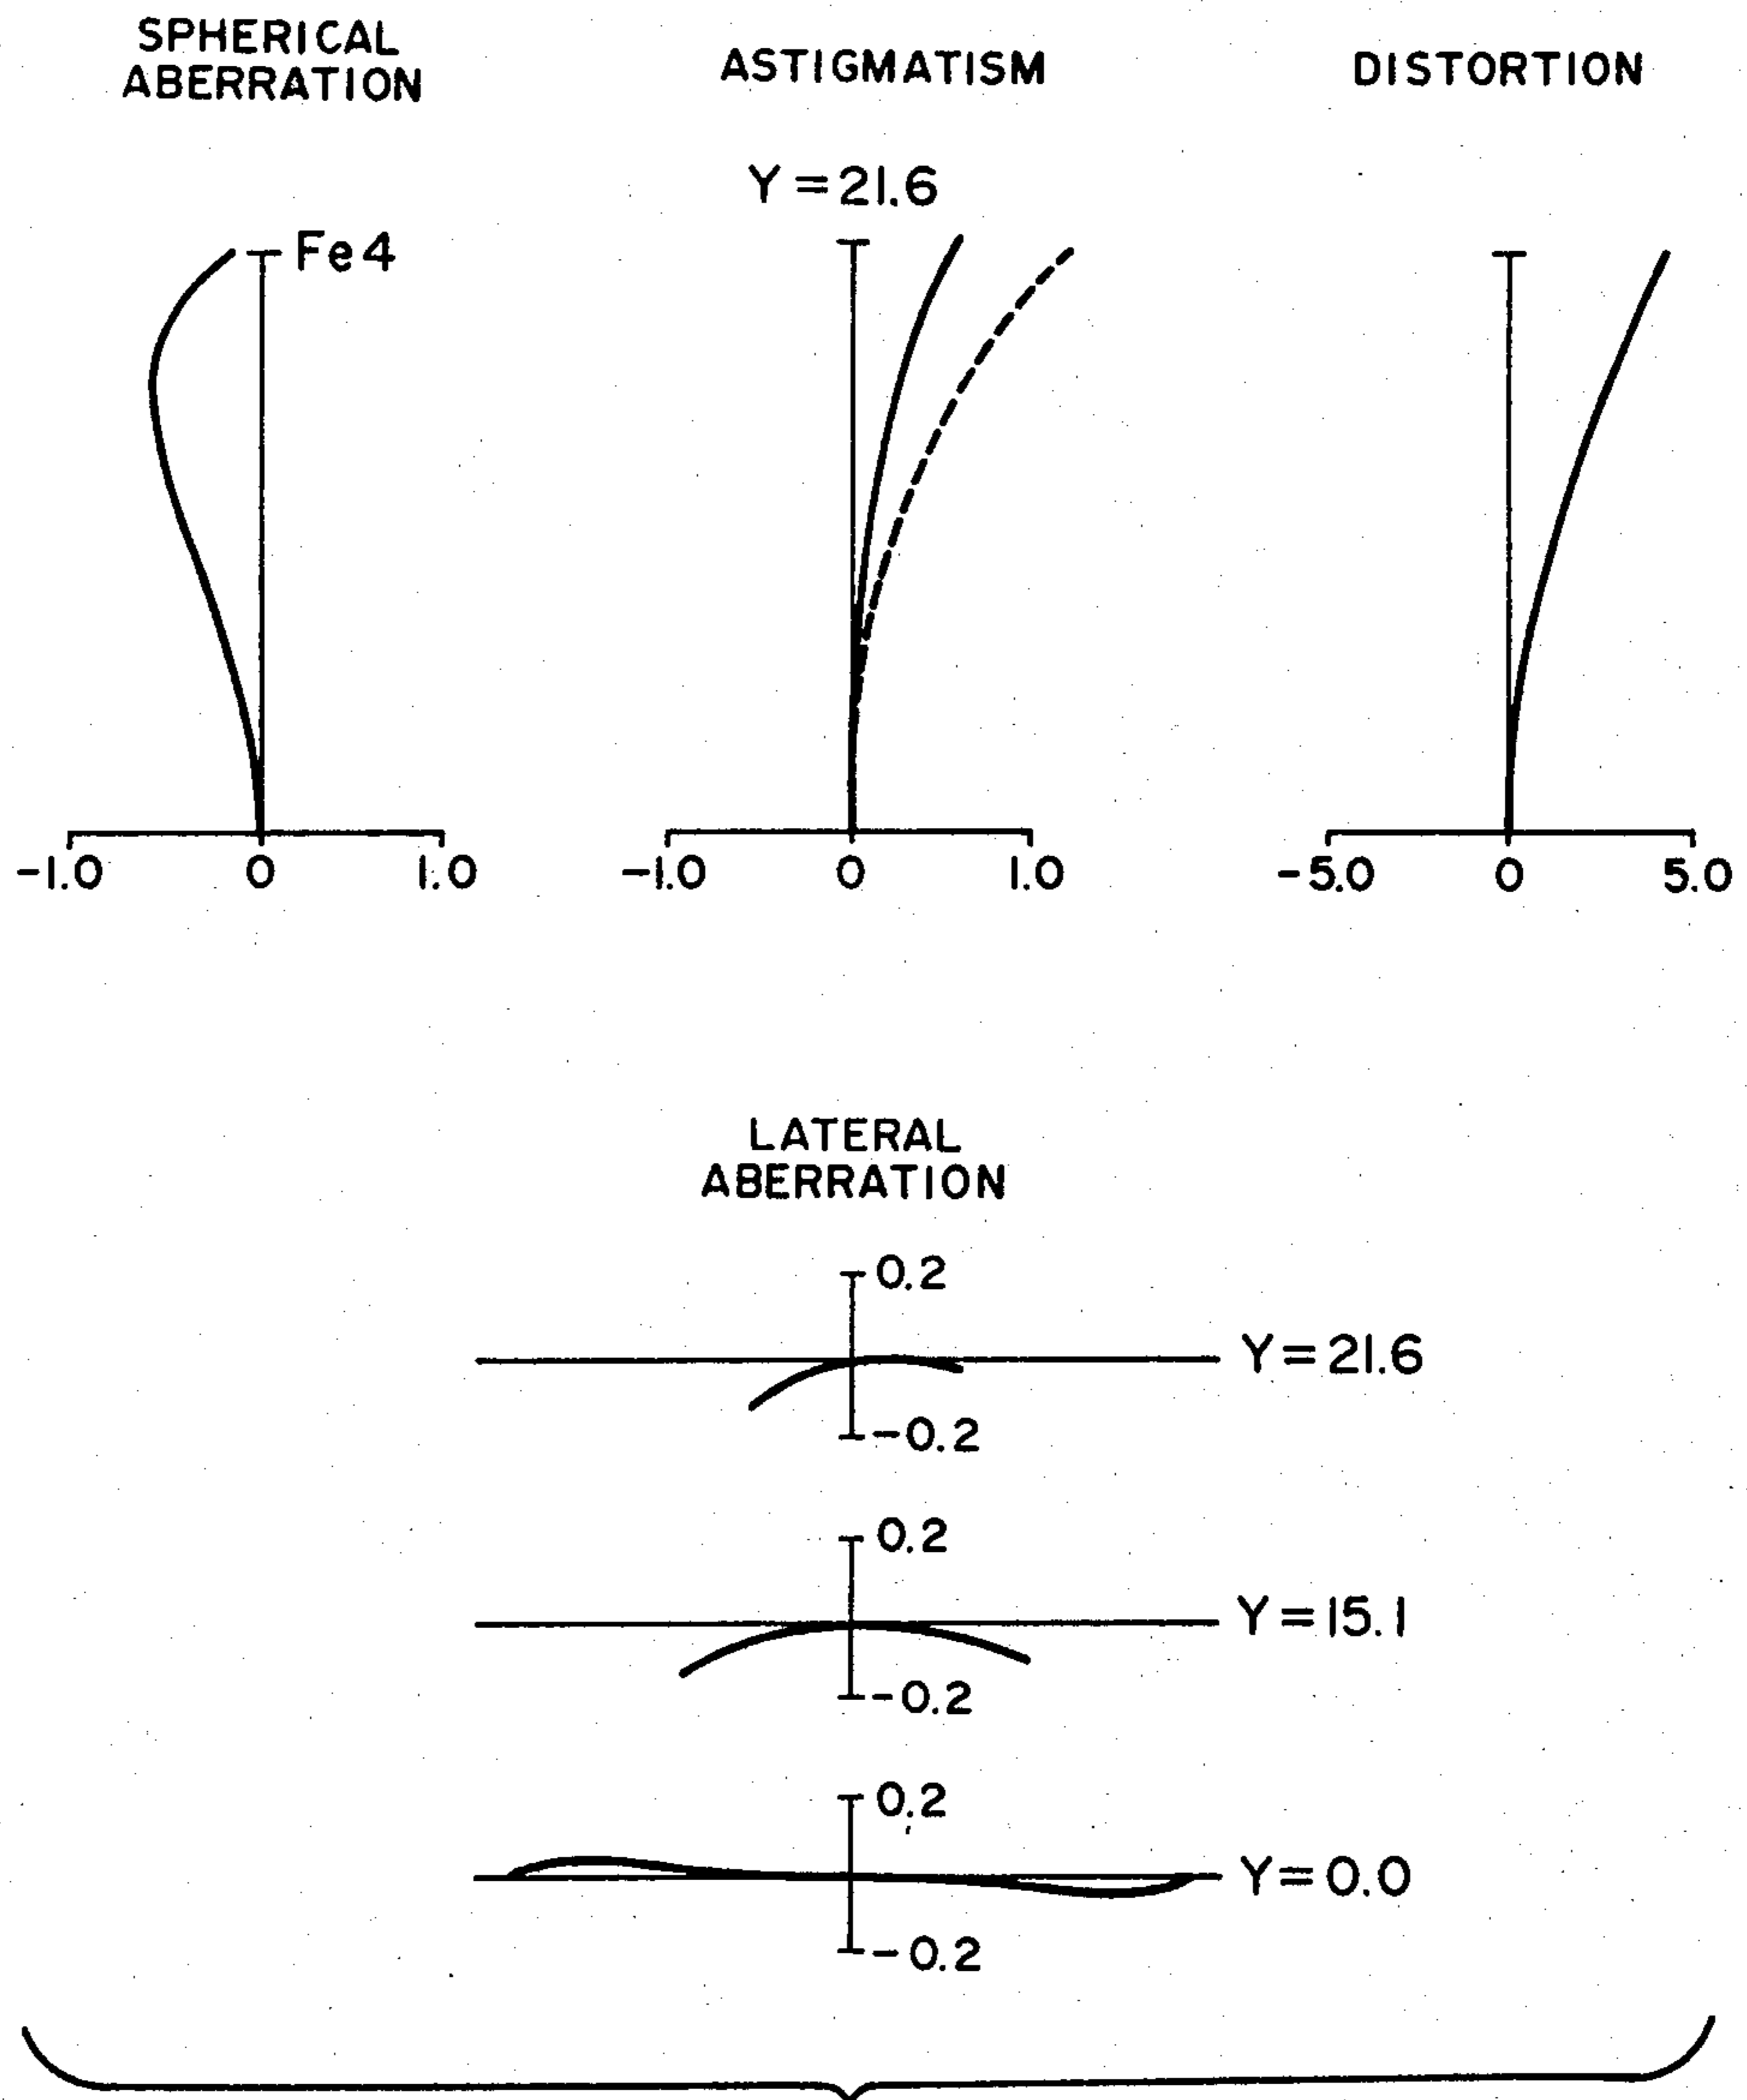 SPHERICAL
ABERRATION
ASTIGMATISM
DISTORTION
Y=21.6
Fe4
-1.0 0 1.0
-1.0 0 1.0
-5.0 0 5.0
LATERAL
ABERRATION
0.2
Y=21.6
-0.2
0.2
Y=15.1
-0.2
0.2
Y=0.0
-0.2